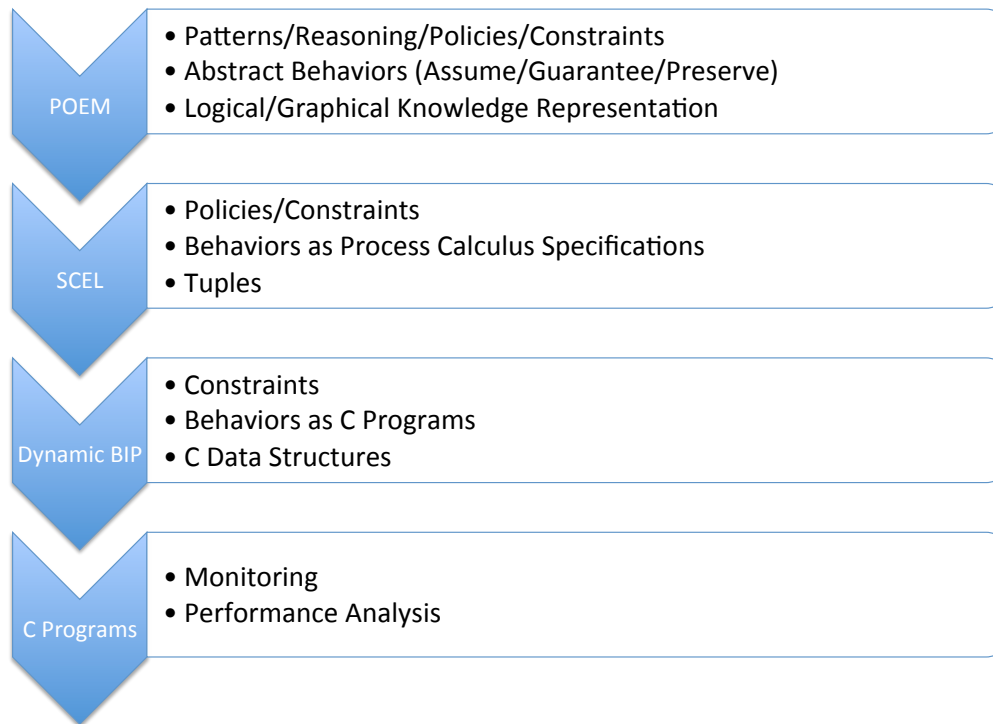 POEM
• Patterns/Reasoning/Policies/Constraints
• Abstract Behaviors (Assume/Guarantee/Preserve)
• Logical/Graphical Knowledge Representation
SCEL
• Policies/Constraints
• Behaviors as Process Calculus Specifications
• Tuples
Dynamic BIP
• Constraints
• Behaviors as C Programs
• C Data Structures
C Programs
• Monitoring
• Performance Analysis